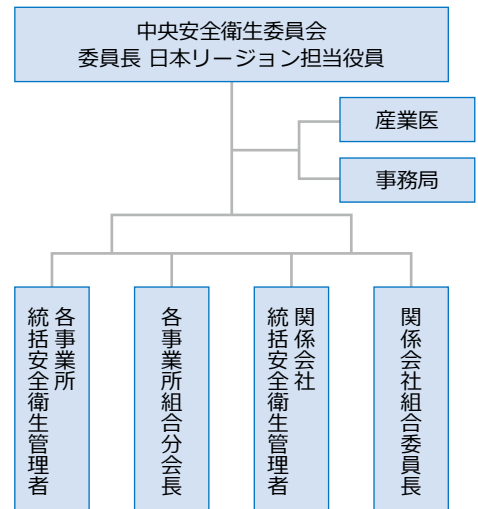 中央安全衛生委員会
委員長 日本リージョン担当役員
産業医
事務局
各事業所
統括安全衛生管理者
各事業所組合分会長
関係会社
統括安全衛生管理者
関係会社組合委員長